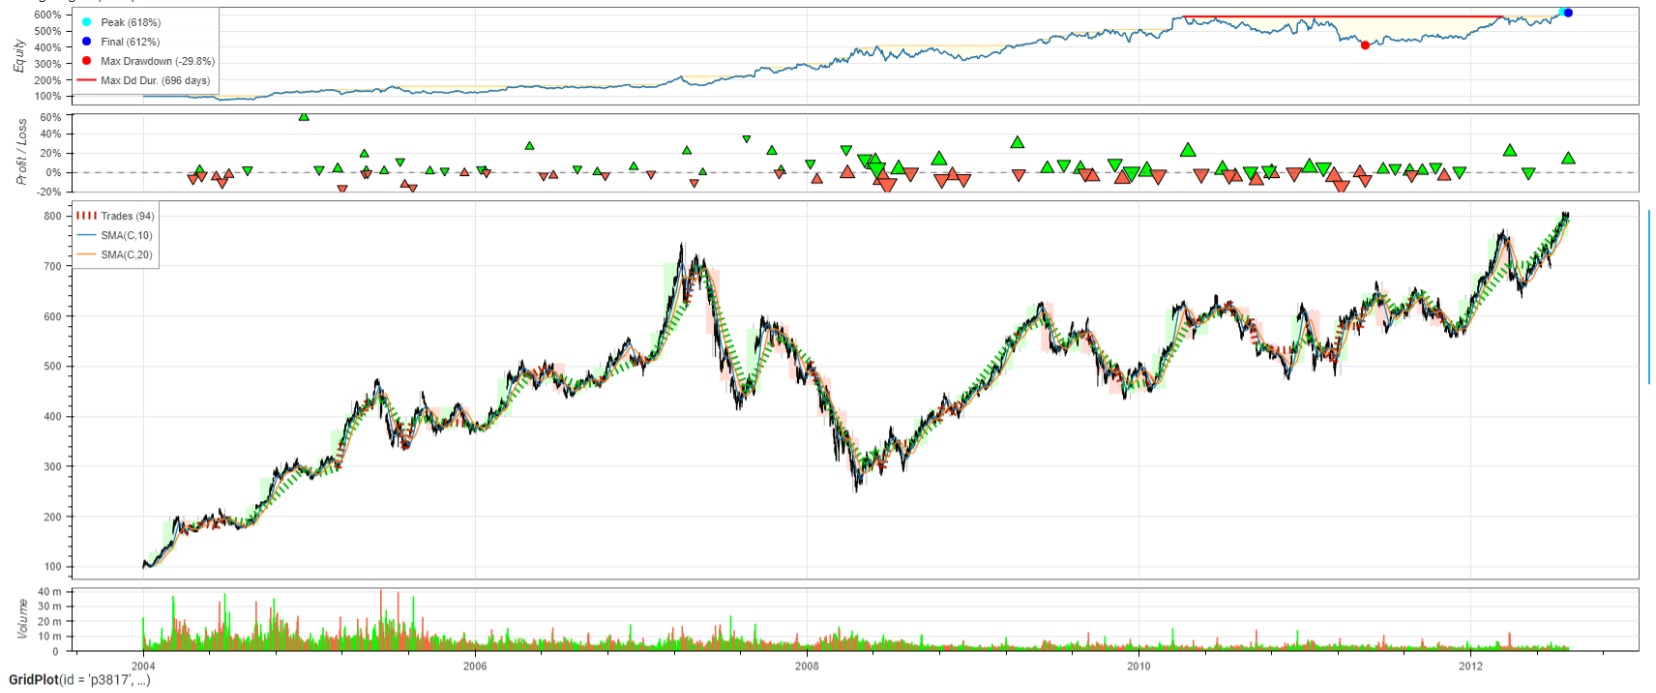 600%
500%
400%
300%
200%
100%
Equity
Peak (618%)
Final (612%)
Max Drawdown (-29.8%)
Max Dd Dur. (696 days)
60%
40%
20%
0%
-20%
Profit / Loss
800
700
600
500
400
300
200
100
Trades (94)
SMA(C,10)
SMA(C,20)
40 m
30 m
20 m
10 m
0
Volume
2004 2006 2008 2010 2012
GridPlot(id = 'p3817', ...)